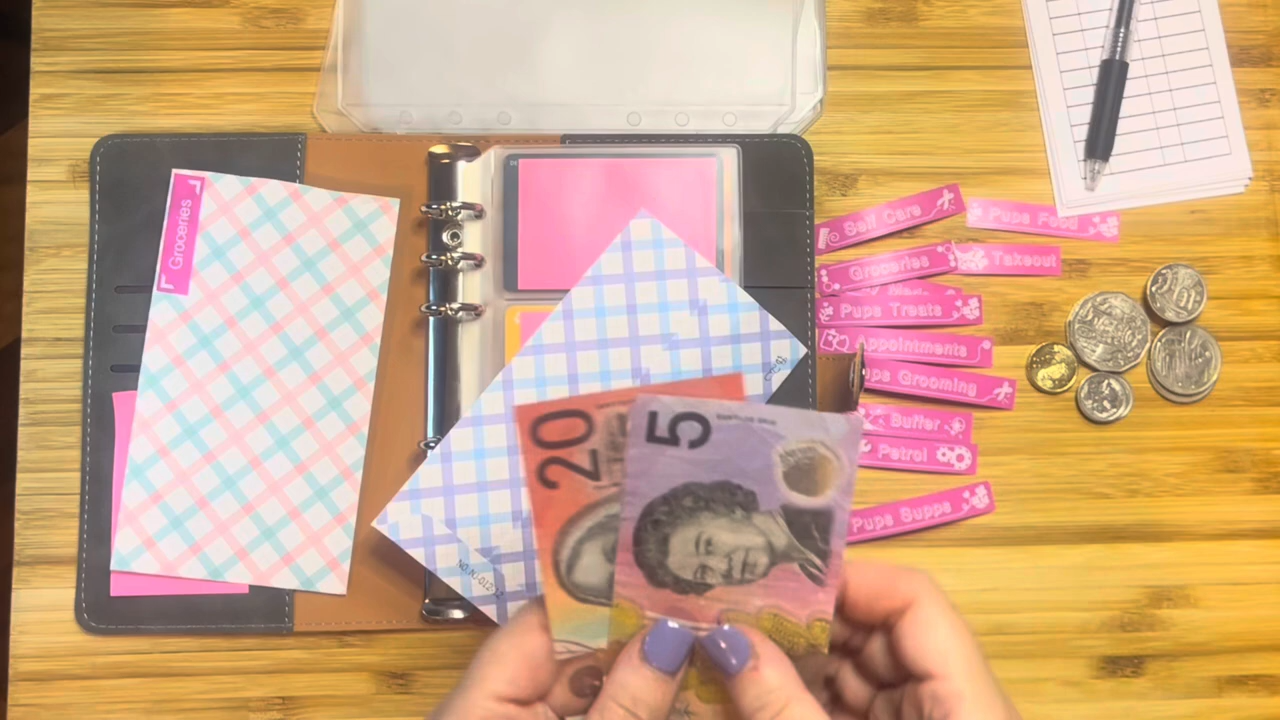 Groceries
Self Care
Pups Food
Groceries
Takeout
Pups Treats
Appointments
Pups Grooming
Buffer
Petrol
Pups Supps
20
5